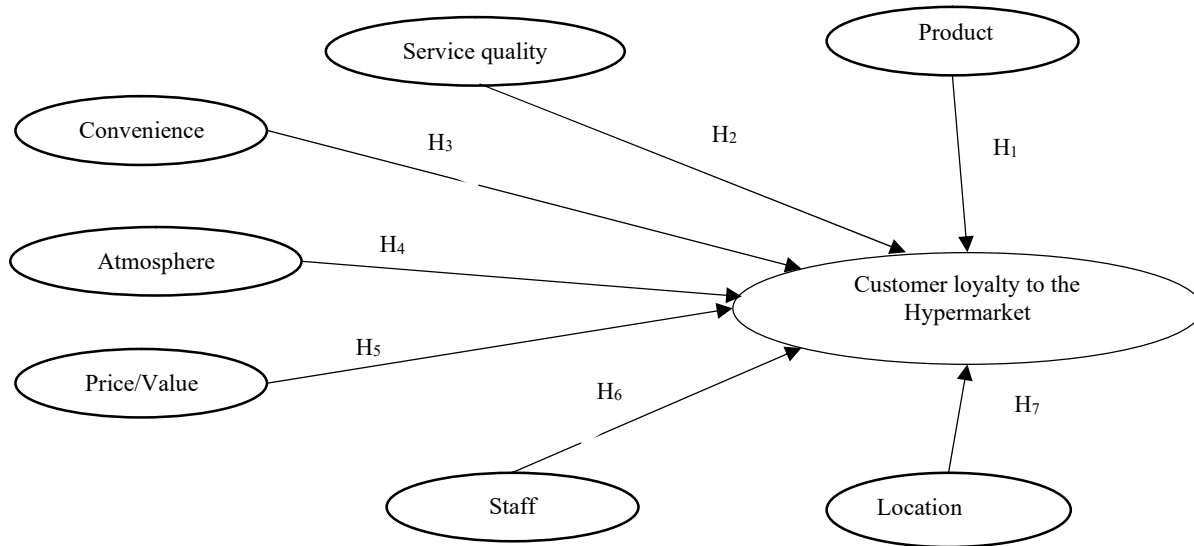 Product
Service quality
Convenience
H₃
H₂
H₁
Atmosphere
H₄
Customer loyalty to the
Hypermarket
Price/Value
H₅
H₆
H₇
Staff
Location